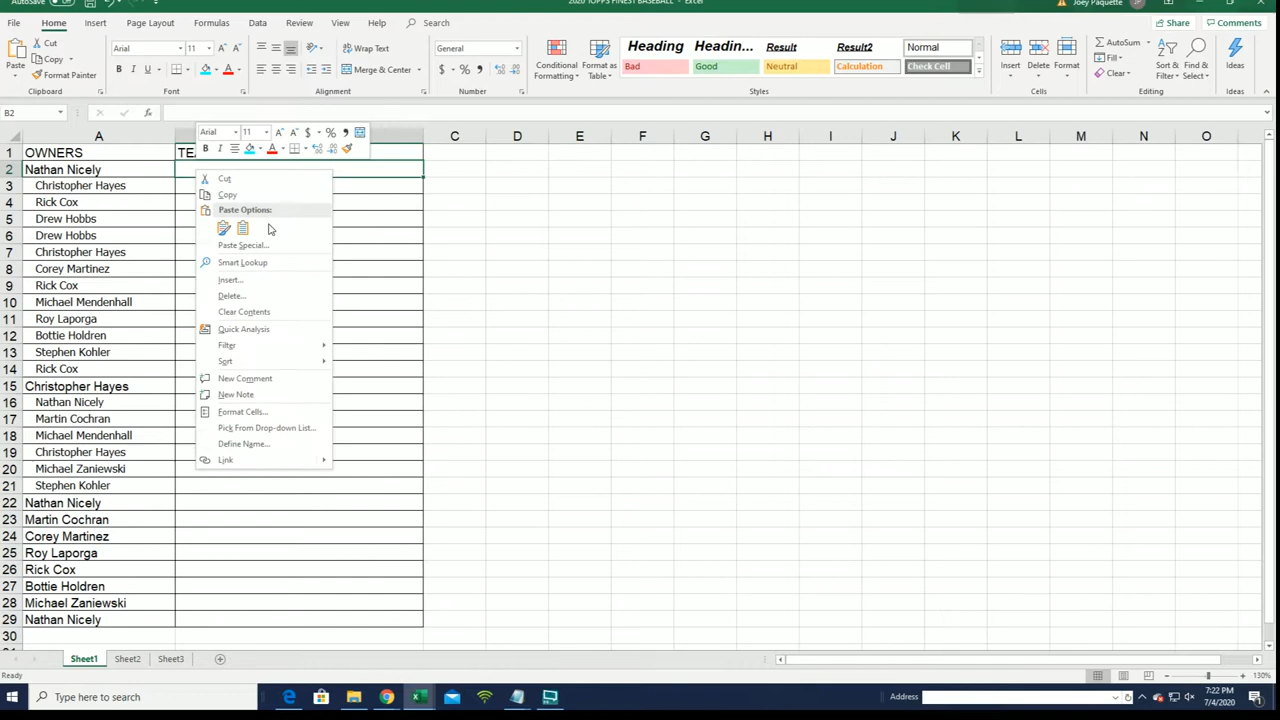 AutoSave Off 2020 TOPPS FINEST BASEBALL - Excel Joey Paquette JP
File Home Insert Page Layout Formulas Data Review View Help Search Share Comments
Cut
Copy
Format Painter
Paste
Arial 11
Wrap Text
Merge & Center
General
Conditional Formatting
Format as Table
Heading Headin... Result Result2 Normal
Bad Good Neutral Calculation Check Cell
Insert Delete Format
AutoSum
Fill
Clear
Sort & Filter
Find & Select
Ideas
Clipboard Font Alignment Number Styles Cells Editing Ideas
B2
Arial 11
A C D E F G H I J K L M N O
1 OWNERS TE
2 Nathan Nicely
3 Christopher Hayes
4 Rick Cox
5 Drew Hobbs
6 Drew Hobbs
7 Christopher Hayes
8 Corey Martinez
9 Rick Cox
10 Michael Mendenhall
11 Roy Laporga
12 Bottie Holdren
13 Stephen Kohler
14 Rick Cox
15 Christopher Hayes
16 Nathan Nicely
17 Martin Cochran
18 Michael Mendenhall
19 Christopher Hayes
20 Michael Zaniewski
21 Stephen Kohler
22 Nathan Nicely
23 Martin Cochran
24 Corey Martinez
25 Roy Laporga
26 Rick Cox
27 Bottie Holdren
28 Michael Zaniewski
29 Nathan Nicely
30
Cut
Copy
Paste Options:
Paste Special...
Smart Lookup
Insert...
Delete...
Clear Contents
Quick Analysis
Filter
Sort
New Comment
New Note
Format Cells...
Pick From Drop-down List...
Define Name...
Link
Sheet1 Sheet2 Sheet3
Ready 130%
Type here to search Address 7:22 PM
7/4/2020